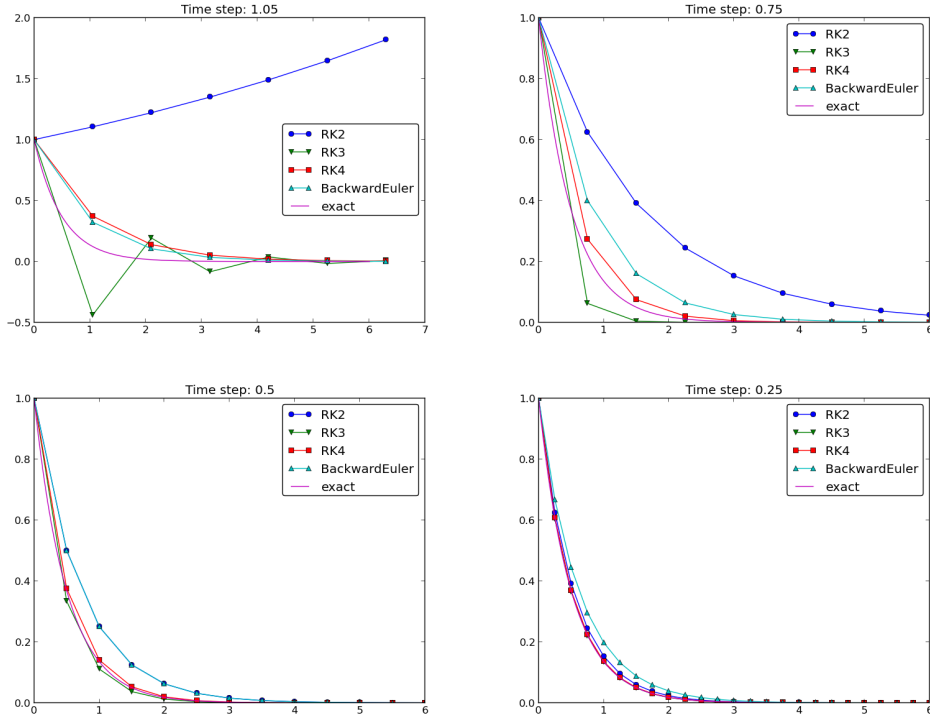 Time step: 1.05
2.0
1.5
1.0
0.5
0.0
−0.5
0 1 2 3 4 5 6 7
RK2
RK3
RK4
BackwardEuler
exact
Time step: 0.75
1.0
0.8
0.6
0.4
0.2
0.0
0 1 2 3 4 5 6
RK2
RK3
RK4
BackwardEuler
exact
Time step: 0.5
1.0
0.8
0.6
0.4
0.2
0.0
0 1 2 3 4 5 6
RK2
RK3
RK4
BackwardEuler
exact
Time step: 0.25
1.0
0.8
0.6
0.4
0.2
0.0
0 1 2 3 4 5 6
RK2
RK3
RK4
BackwardEuler
exact